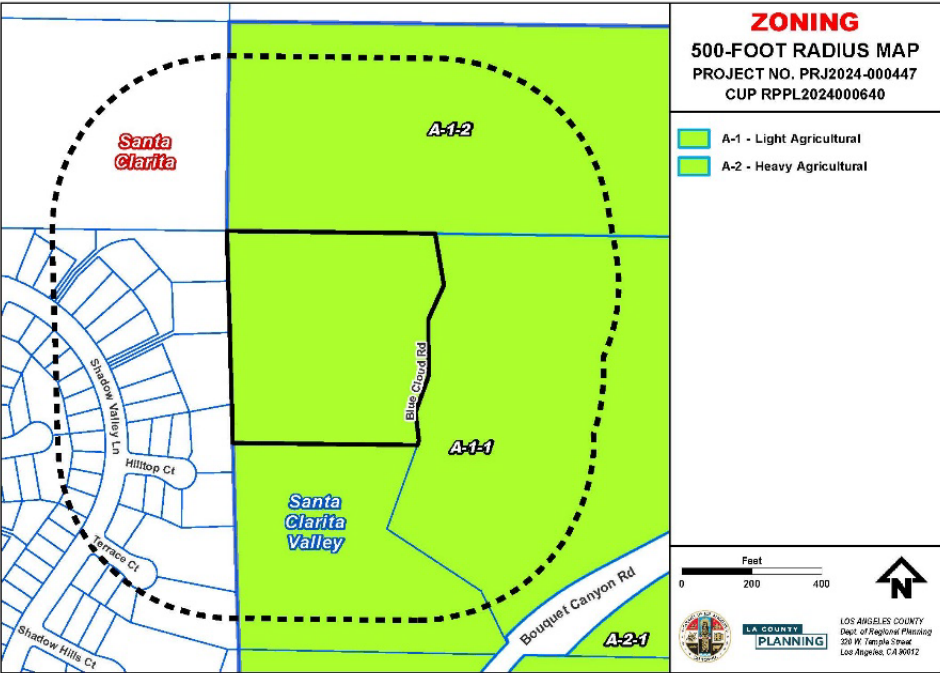 ZONING
500-FOOT RADIUS MAP
PROJECT NO. PRJ2024-000447
CUP RPPL2024000640
A-1 - Light Agricultural
A-2 - Heavy Agricultural
Santa
Clarita
A-1-2
Blue Cloud Rd
Shadow Valley Ln
A-1-1
Hilltop Ct
Santa
Clarita
Valley
Terrace Ct
Bouquet Canyon Rd
Shadow Hills Ct
A-2-1
Feet
0 200 400
N
LA COUNTY
PLANNING
LOS ANGELES COUNTY
Dept. of Regional Planning
320 W. Temple Street
Los Angeles, CA 90012